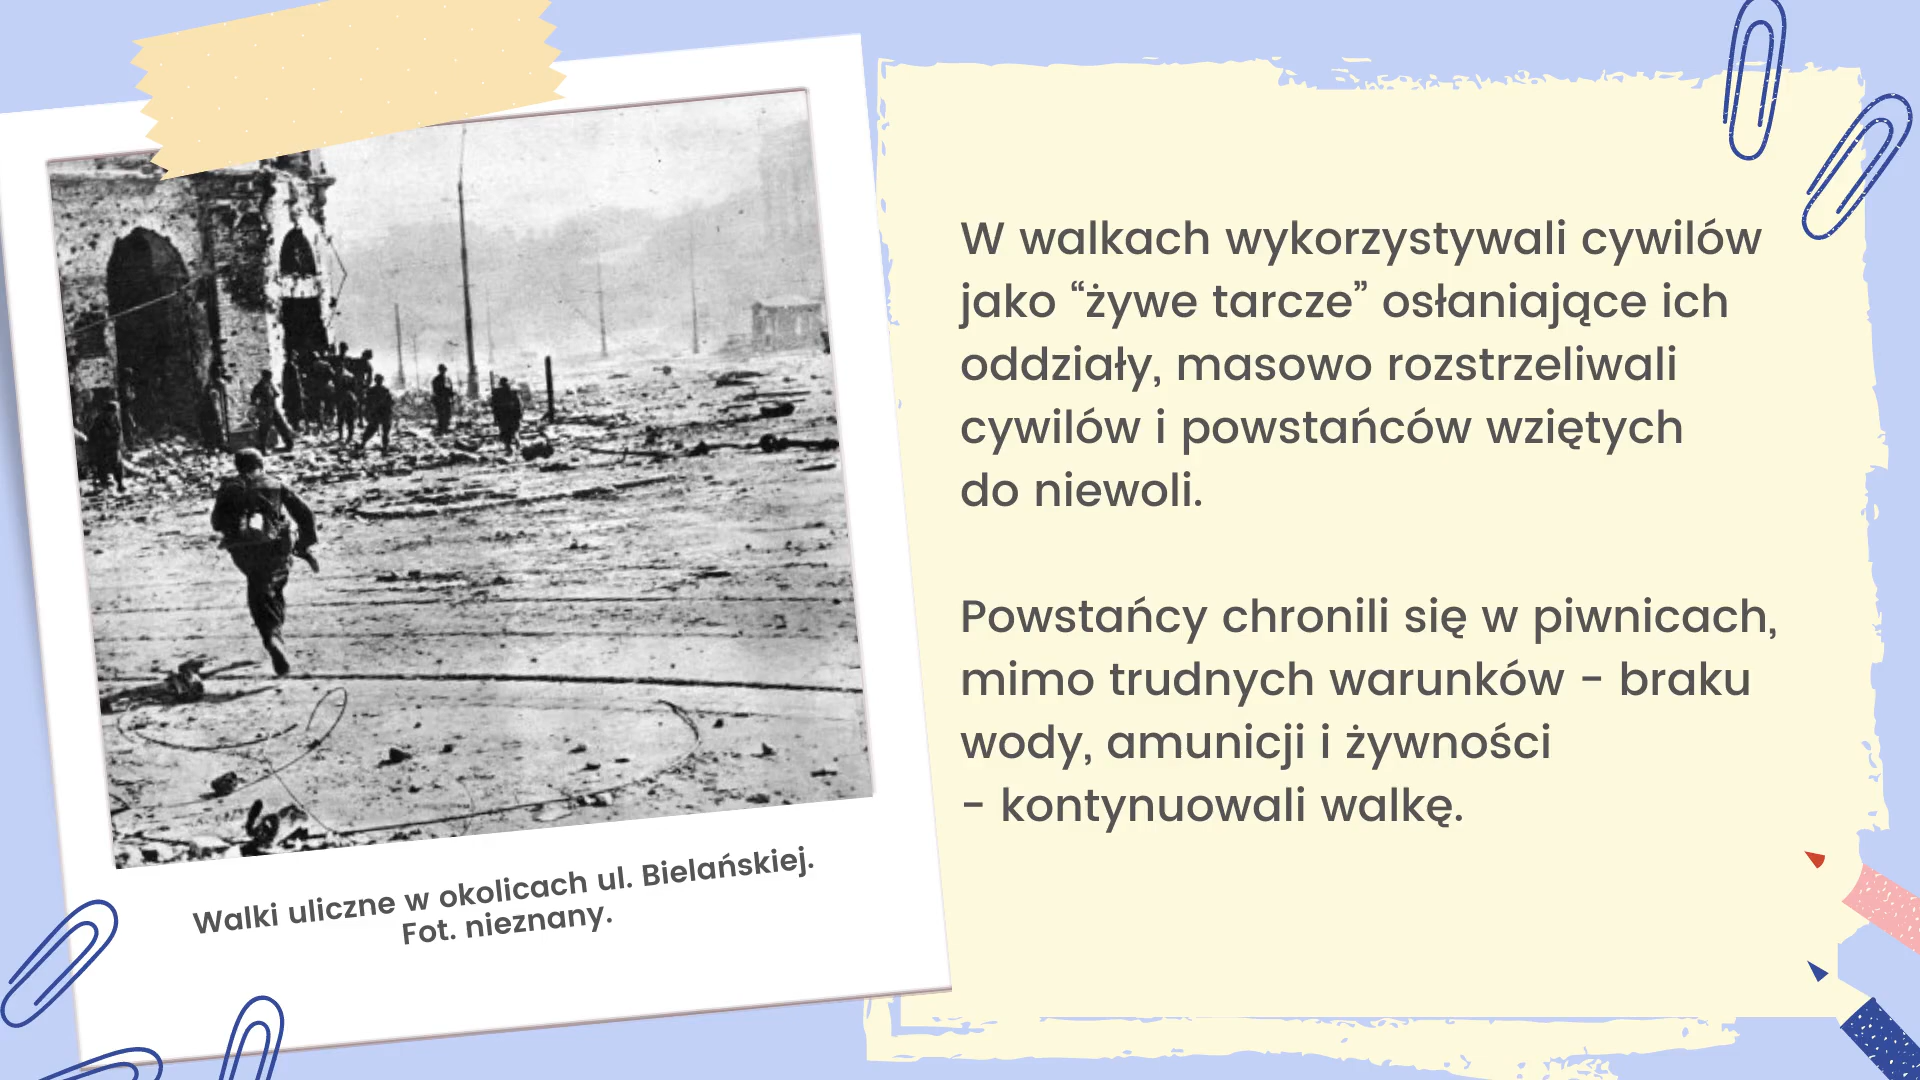 W walkach wykorzystywali cywilów
jako “żywe tarcze” osłaniające ich
oddziały, masowo rozstrzeliwali
cywilów i powstańców wziętych
do niewoli.
Powstańcy chronili się w piwnicach,
mimo trudnych warunków - braku
wody, amunicji i żywności
- kontynuowali walkę.
Walki uliczne w okolicach ul. Bielańskiej.
Fot. nieznany.